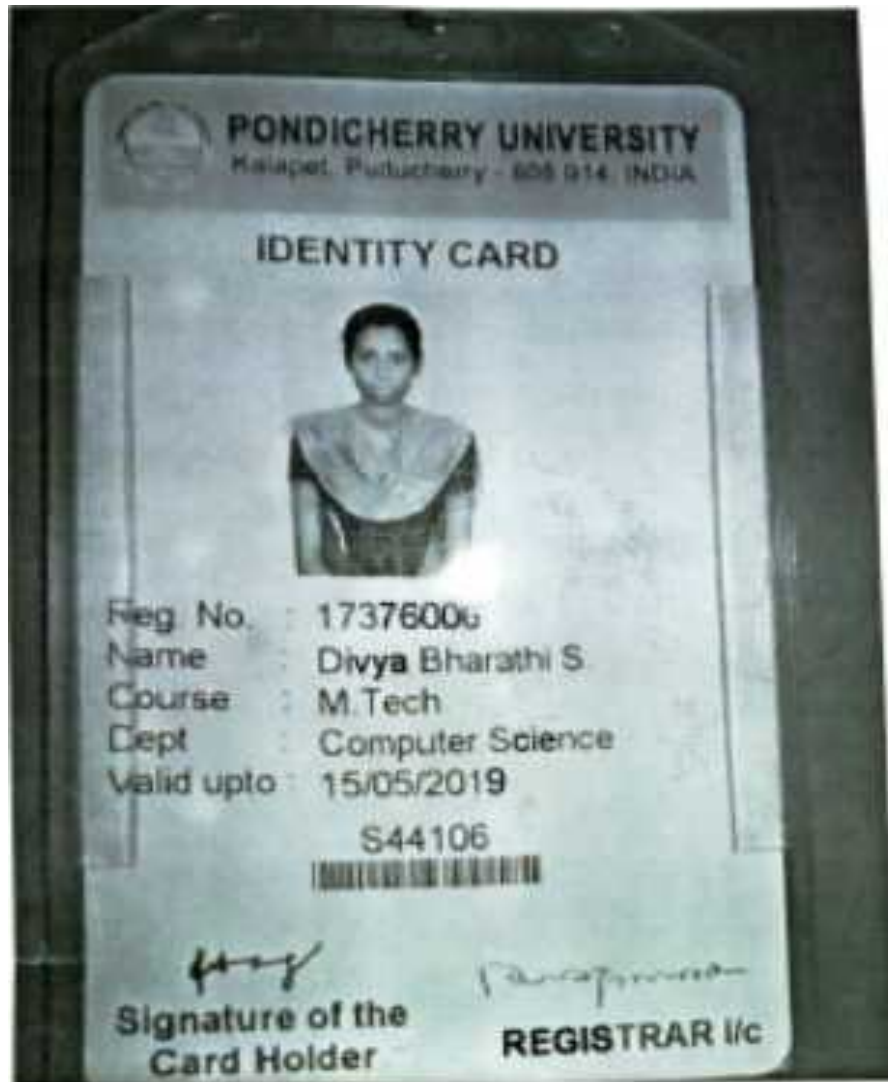 PONDICHERRY UNIVERSITY
Kalapet, Puducherry - 605 014, INDIA
IDENTITY CARD
Reg. No. : 17376006
Name : Divya Bharathi S
Course : M.Tech
Dept : Computer Science
Valid upto : 15/05/2019
S44106
Signature of the
Card Holder
REGISTRAR I/c